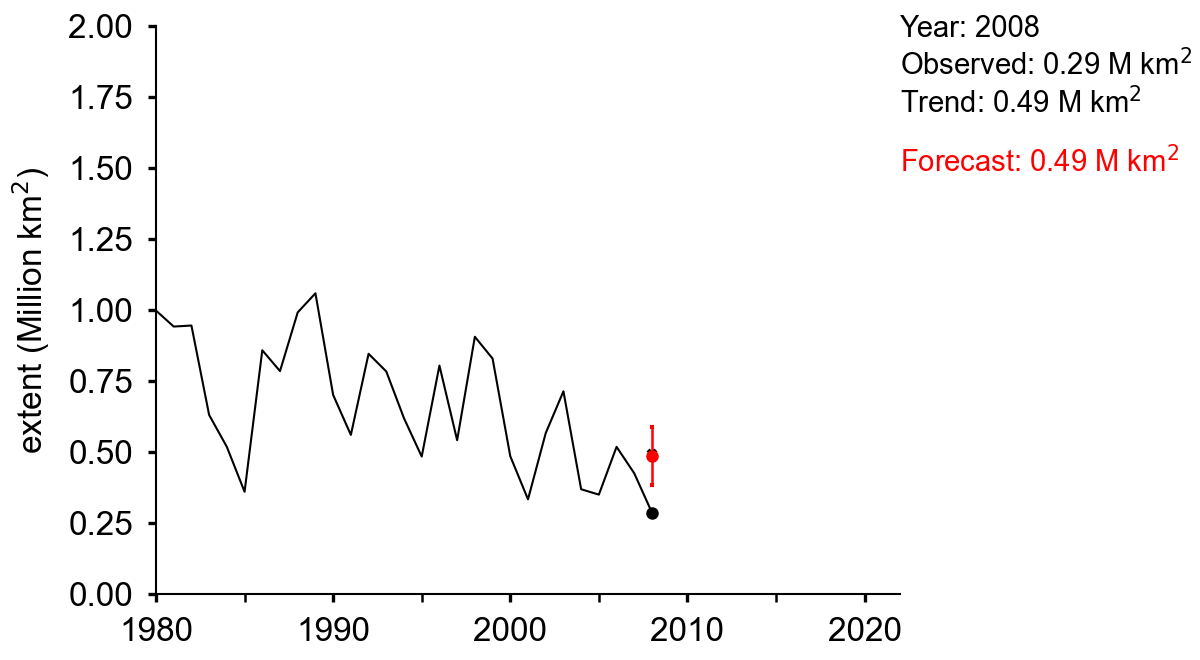 2.00
1.75
1.50
1.25
1.00
0.75
0.50
0.25
0.00
extent (Million km²)
1980 1990 2000 2010 2020
Year: 2008
Observed: 0.29 M km²
Trend: 0.49 M km²
Forecast: 0.49 M km²